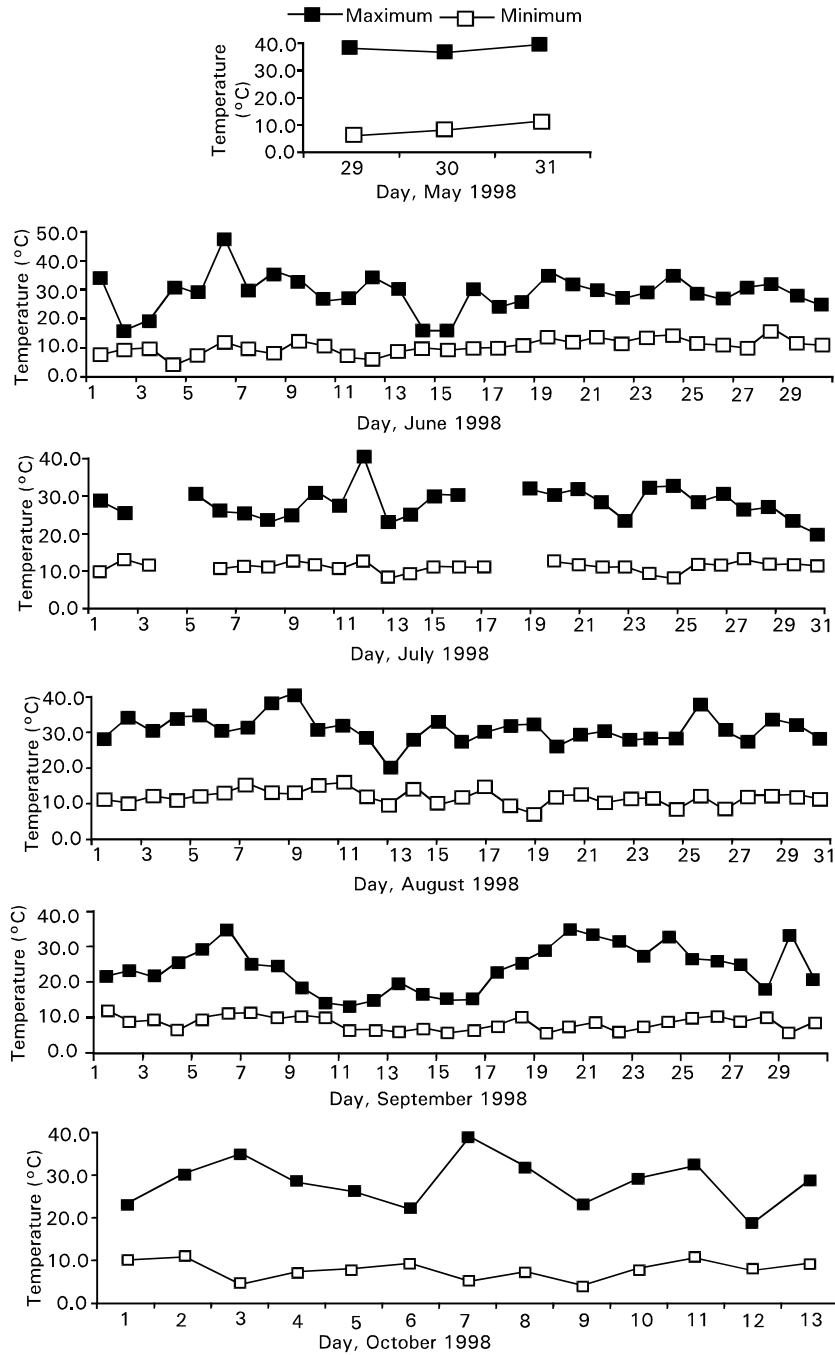 Maximum Minimum
Temperature (°C)
40.0
30.0
20.0
10.0
0.0
29 30 31
Day, May 1998
Temperature (°C)
50.0
40.0
30.0
20.0
10.0
0.0
1 3 5 7 9 11 13 15 17 19 21 23 25 27 29
Day, June 1998
Temperature (°C)
40.0
30.0
20.0
10.0
0.0
1 3 5 7 9 11 13 15 17 19 21 23 25 27 29 31
Day, July 1998
Temperature (°C)
40.0
30.0
20.0
10.0
0.0
1 3 5 7 9 11 13 15 17 19 21 23 25 27 29 31
Day, August 1998
Temperature (°C)
40.0
30.0
20.0
10.0
0.0
1 3 5 7 9 11 13 15 17 19 21 23 25 27 29
Day, September 1998
Temperature (°C)
40.0
30.0
20.0
10.0
0.0
1 2 3 4 5 6 7 8 9 10 11 12 13
Day, October 1998